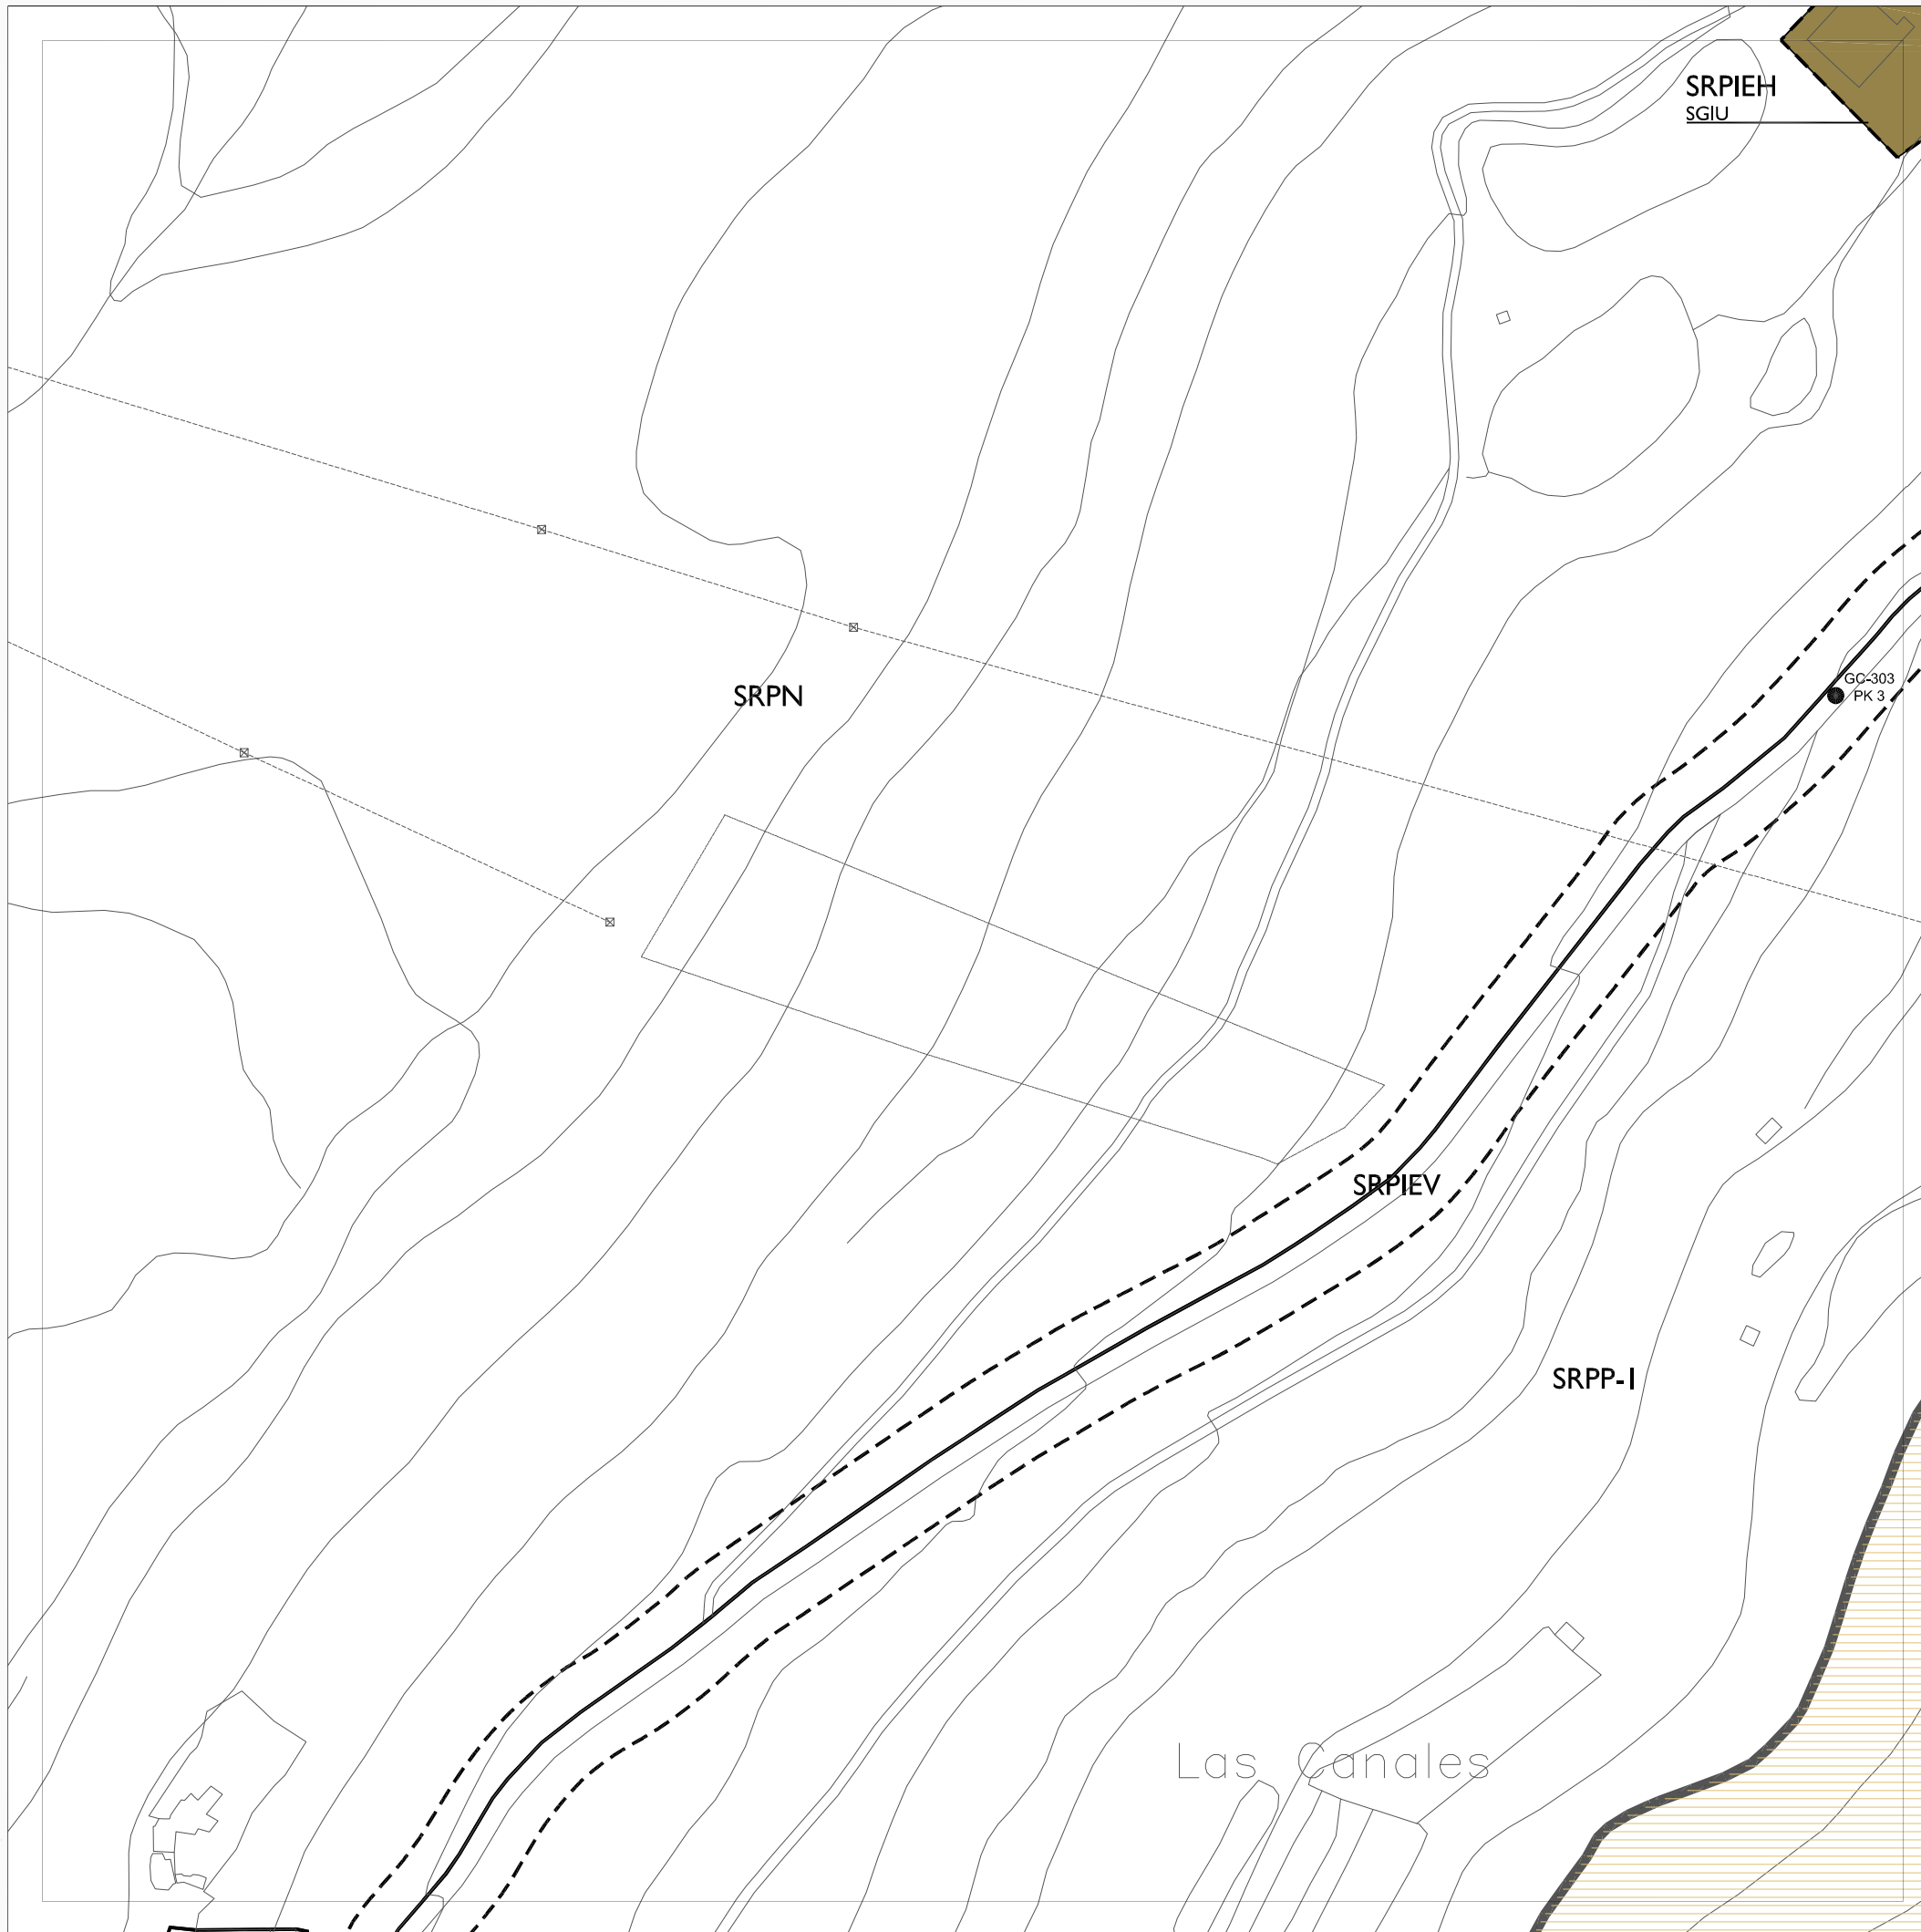 SRPIEH
SGIU
GC-303
PK 3
SRPN
SRPIEV
SRPP-1
Las Canales